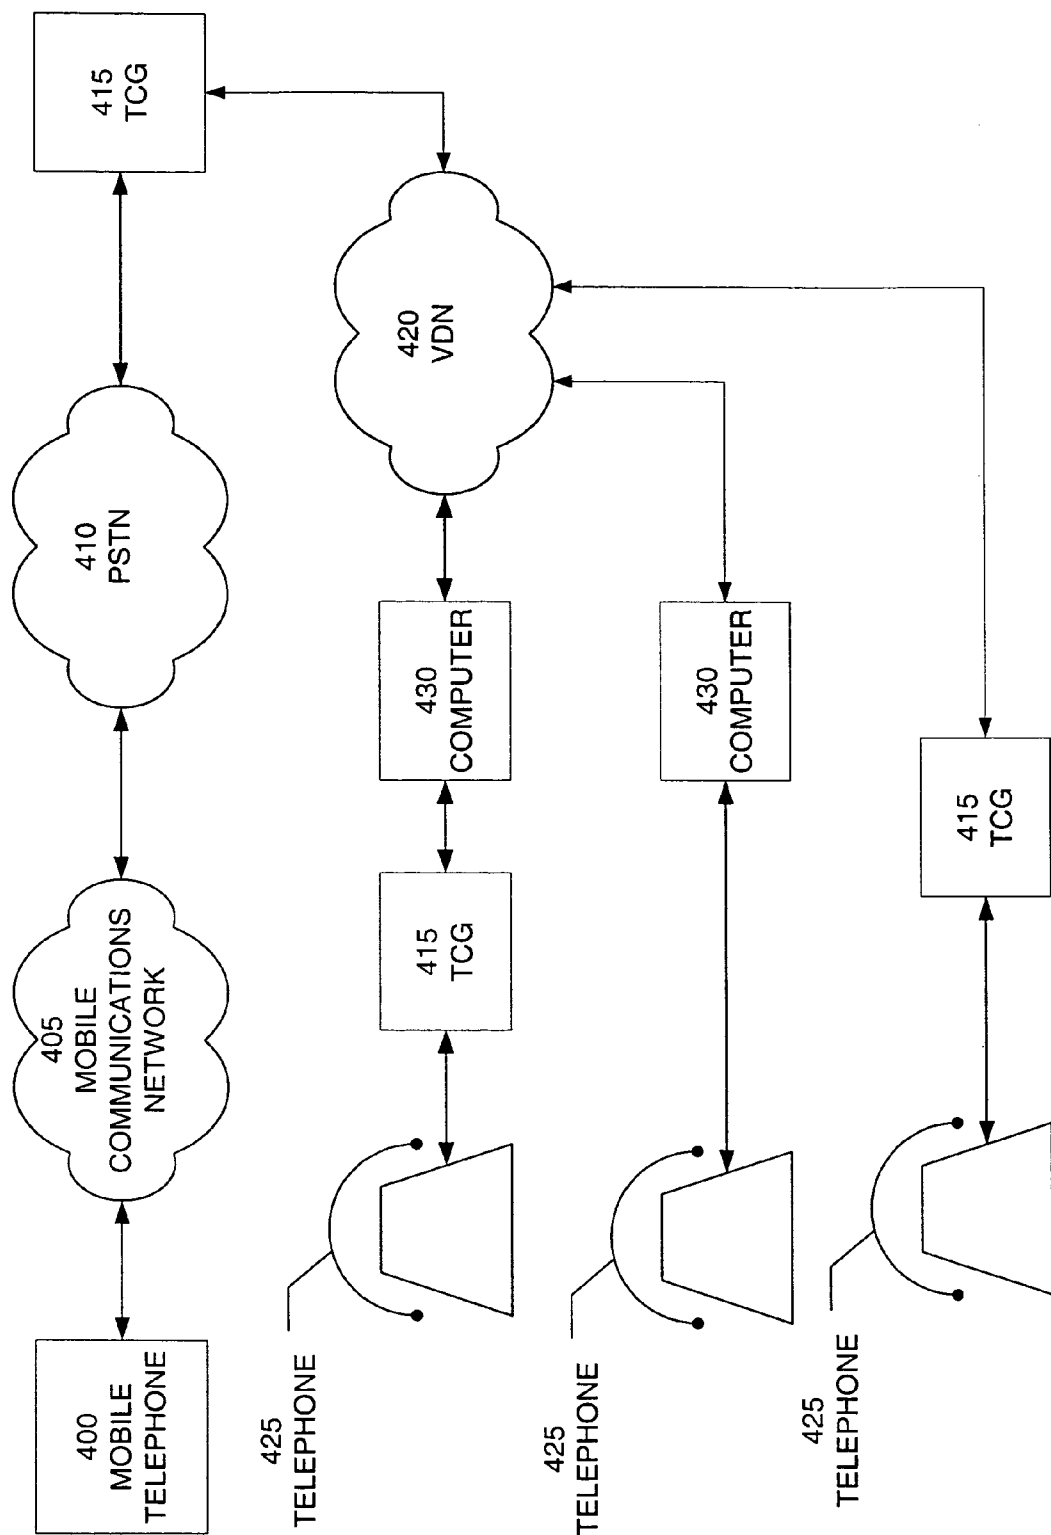 400
MOBILE
TELEPHONE
405
MOBILE
COMMUNICATIONS
NETWORK
410
PSTN
415
TCG
425
TELEPHONE
415
TCG
430
COMPUTER
420
VDN
425
TELEPHONE
430
COMPUTER
425
TELEPHONE
415
TCG